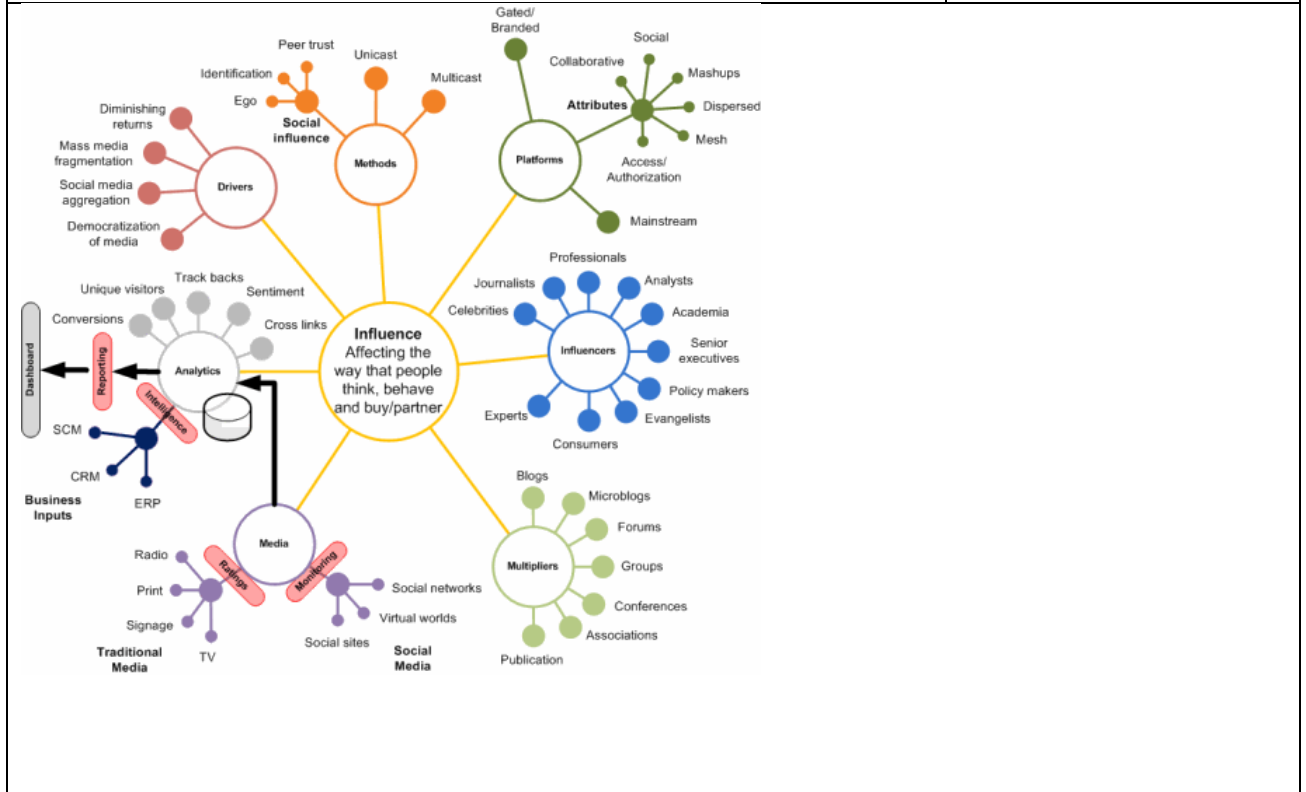 Gated/
Branded
Social
Peer trust
Unicast
Collaborative
Identification
Multicast
Mashups
Ego
Attributes
Dispersed
Diminishing
returns
Social
influence
Mesh
Mass media
fragmentation
Methods
Platforms
Access/
Authorization
Drivers
Social media
aggregation
Mainstream
Democratization
of media
Professionals
Track backs
Journalists
Analysts
Unique visitors
Sentiment
Celebrities
Academia
Conversions
Cross links
Influence
Affecting the
way that people
think, behave
and buy/partner
Senior
executives
Influencers
Dashboard
Reporting
Analytics
Policy makers
Intelligence
Experts
Evangelists
SCM
Consumers
CRM
Blogs
Business
Inputs
ERP
Microblogs
Forums
Media
Radio
Ratings
Monitoring
Multipliers
Groups
Print
Social networks
Conferences
Signage
Virtual worlds
Associations
Social sites
Traditional
Media
TV
Social
Media
Publication